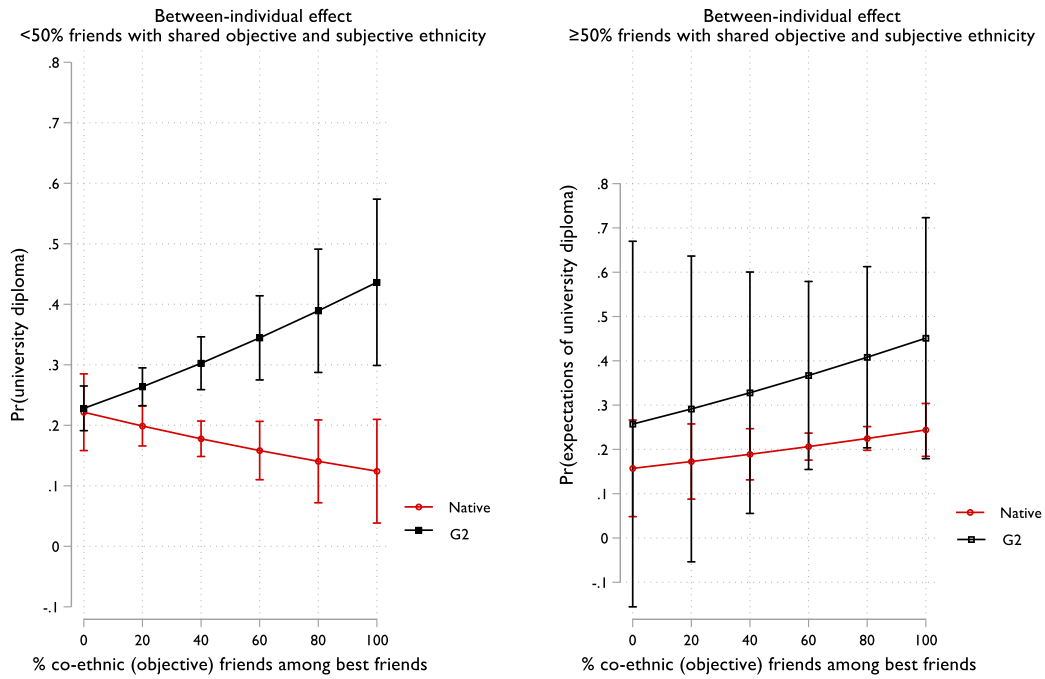 Between-individual effect
<50% friends with shared objective and subjective ethnicity
Pr(university diploma)
.8
.7
.6
.5
.4
.3
.2
.1
0
-.1
0 20 40 60 80 100
% co-ethnic (objective) friends among best friends
Native
G2
Between-individual effect
≥50% friends with shared objective and subjective ethnicity
Pr(expectations of university diploma)
.8
.7
.6
.5
.4
.3
.2
.1
0
-.1
0 20 40 60 80 100
% co-ethnic (objective) friends among best friends
Native
G2